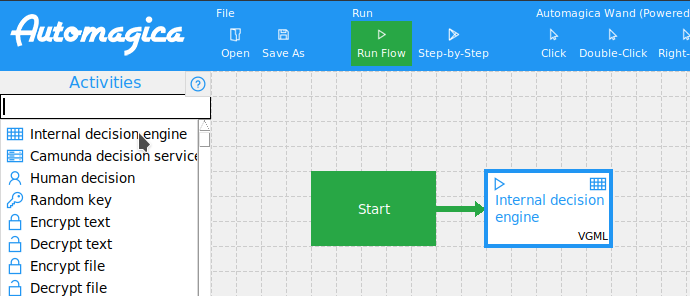 Automagica
File
Run
Automagica Wand (Powered
Open
Save As
Run Flow
Step-by-Step
Click
Double-Click
Right-
Activities
?
Internal decision engine
Camunda decision service
Human decision
Random key
Encrypt text
Decrypt text
Encrypt file
Decrypt file
Start
Internal decision
engine
VGML